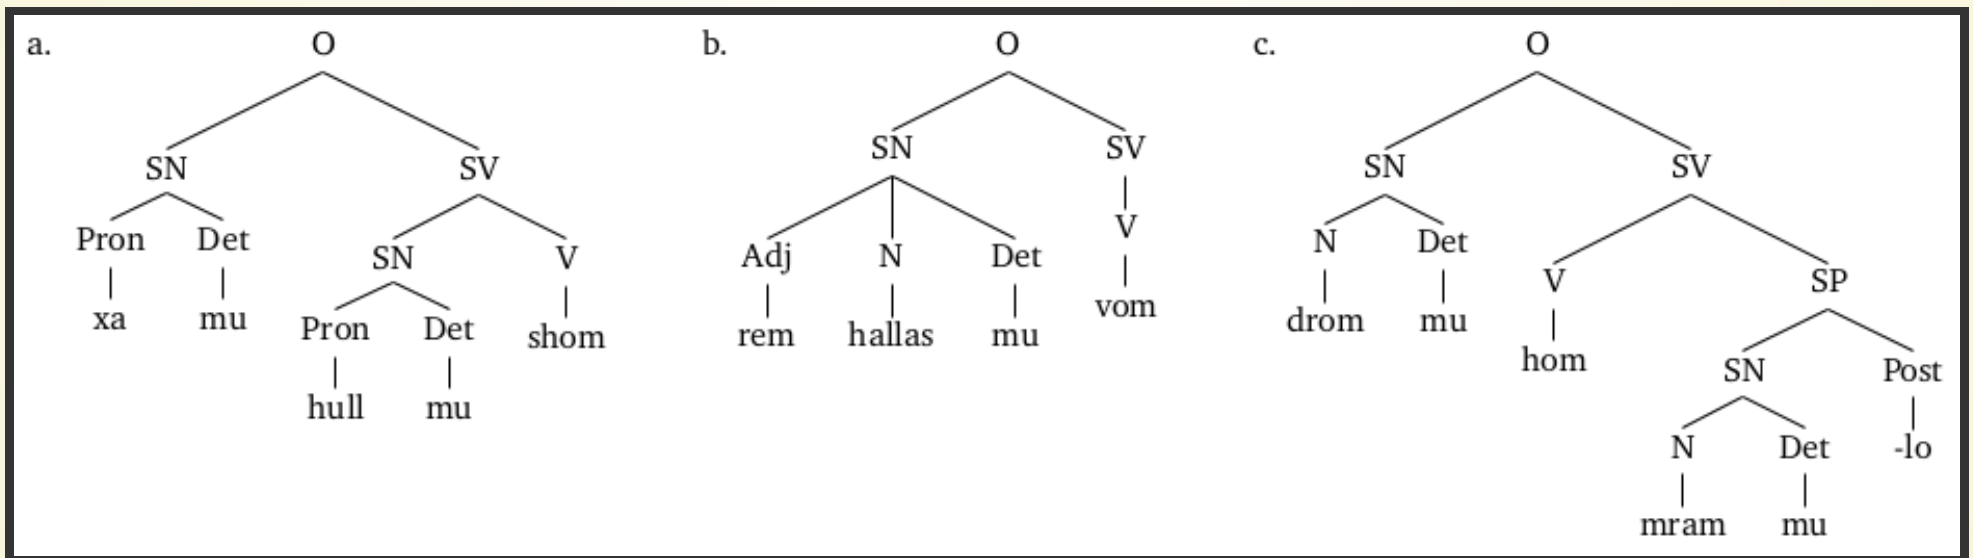 a. O b. O c. O
SN SV
Pron Det SN V
xa mu Pron Det shom
hull mu
SN SV
Adj N Det V
rem hallas mu vom
SN SV
N Det V SP
drom mu hom SN Post
N Det -lo
mram mu